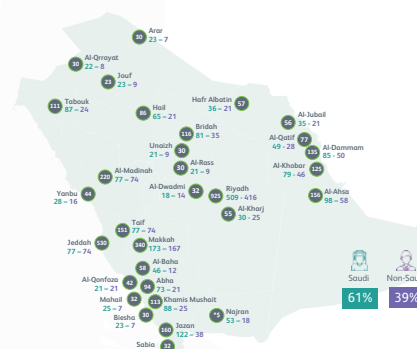 Arar
30
23 – 7
Al-Qrrayat
30
22 – 8
Jouf
23
23 – 9
Tabouk
111
87 – 24
Hafr Albatin
57
36 – 21
Hail
86
65 – 21
Al-Jubail
56
35 - 21
Bridah
116
81 – 35
Al-Qatif
77
49 - 28
Unaizh
30
21 – 9
Al-Dammam
135
85 - 50
Al-Rass
30
21 – 9
Al-Khobar
125
79 - 46
Al-Madinah
220
77 – 74
Al-Dwadmi
32
18 – 14
Riyadh
925
509 - 416
Al-Ahsa
156
98 – 58
Yanbu
44
28 – 16
Al-Kharj
55
30 - 25
Taif
151
77 – 74
Jeddah
530
77 – 74
Makkah
340
173 – 167
Al-Baha
58
46 – 12
Al-Qonfoza
42
21 – 21
Abha
94
73 – 21
Mahail
32
25 – 7
Khamis Mushait
113
88 – 25
Biesha
30
23 – 7
Najran
53 – 18
Jazan
160
122 – 38
Sabia
32
Saudi
Non-Sau
61%
39%